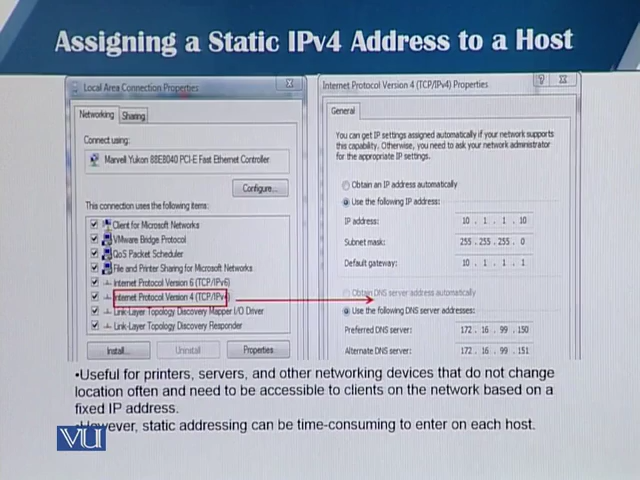 Assigning a Static IPv4 Address to a Host
Local Area Connection Properties
Networking
Sharing
Connect using:
Marvell Yukon 88E8040 PCI-E Fast Ethernet Controller
Configure...
This connection uses the following items:
Client for Microsoft Networks
VMware Bridge Protocol
QoS Packet Scheduler
File and Printer Sharing for Microsoft Networks
Internet Protocol Version 6 (TCP/IPv6)
Internet Protocol Version 4 (TCP/IPv4)
Link-Layer Topology Discovery Mapper I/O Driver
Link-Layer Topology Discovery Responder
Install...
Uninstall
Properties
Internet Protocol Version 4 (TCP/IPv4) Properties
General
You can get IP settings assigned automatically if your network supports
this capability. Otherwise, you need to ask your network administrator
for the appropriate IP settings.
Obtain an IP address automatically
Use the following IP address:
IP address: 10 . 1 . 1 . 10
Subnet mask: 255 . 255 . 255 . 0
Default gateway: 10 . 1 . 1 . 1
Obtain DNS server address automatically
Use the following DNS server addresses:
Preferred DNS server: 172 . 16 . 99 . 150
Alternate DNS server: 172 . 16 . 99 . 151
•Useful for printers, servers, and other networking devices that do not change
location often and need to be accessible to clients on the network based on a
fixed IP address.
•However, static addressing can be time-consuming to enter on each host.
VU